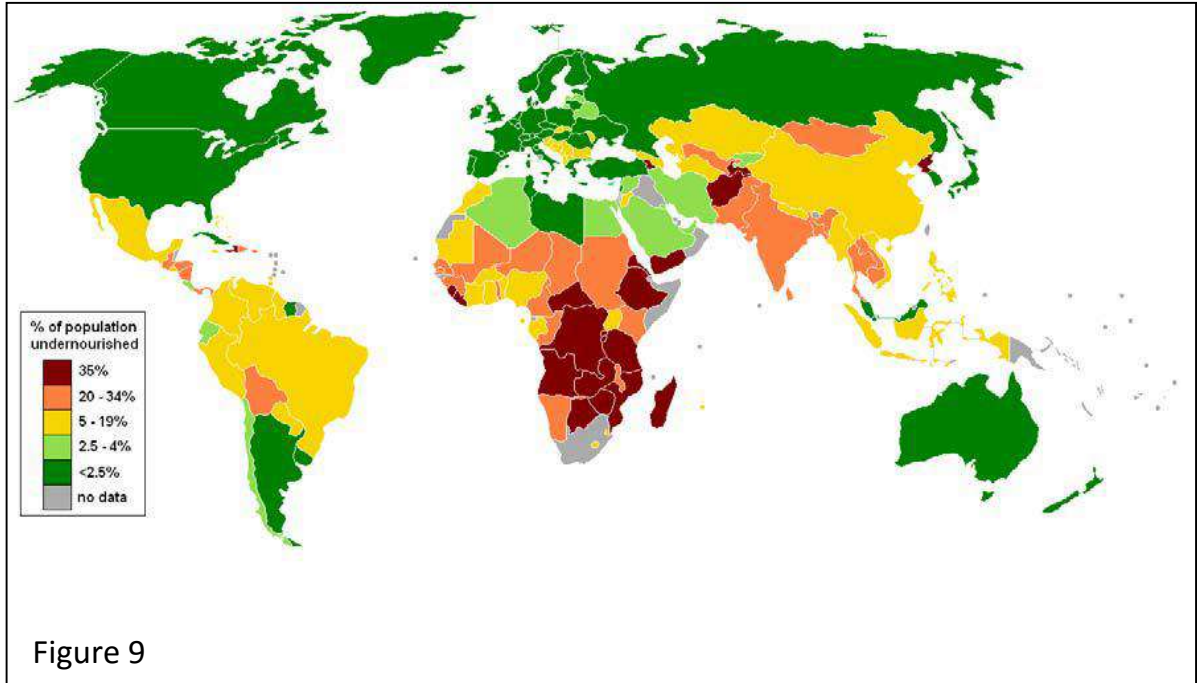 % of population
undernourished
35%
20 - 34%
5 - 19%
2.5 - 4%
<2.5%
no data
Figure 9